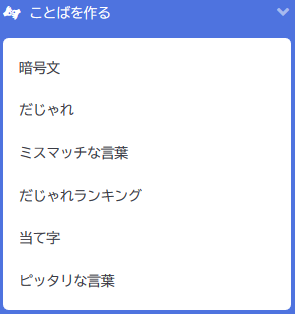 ことばを作る
暗号文
だじゃれ
ミスマッチな言葉
だじゃれランキング
当て字
ピッタリな言葉